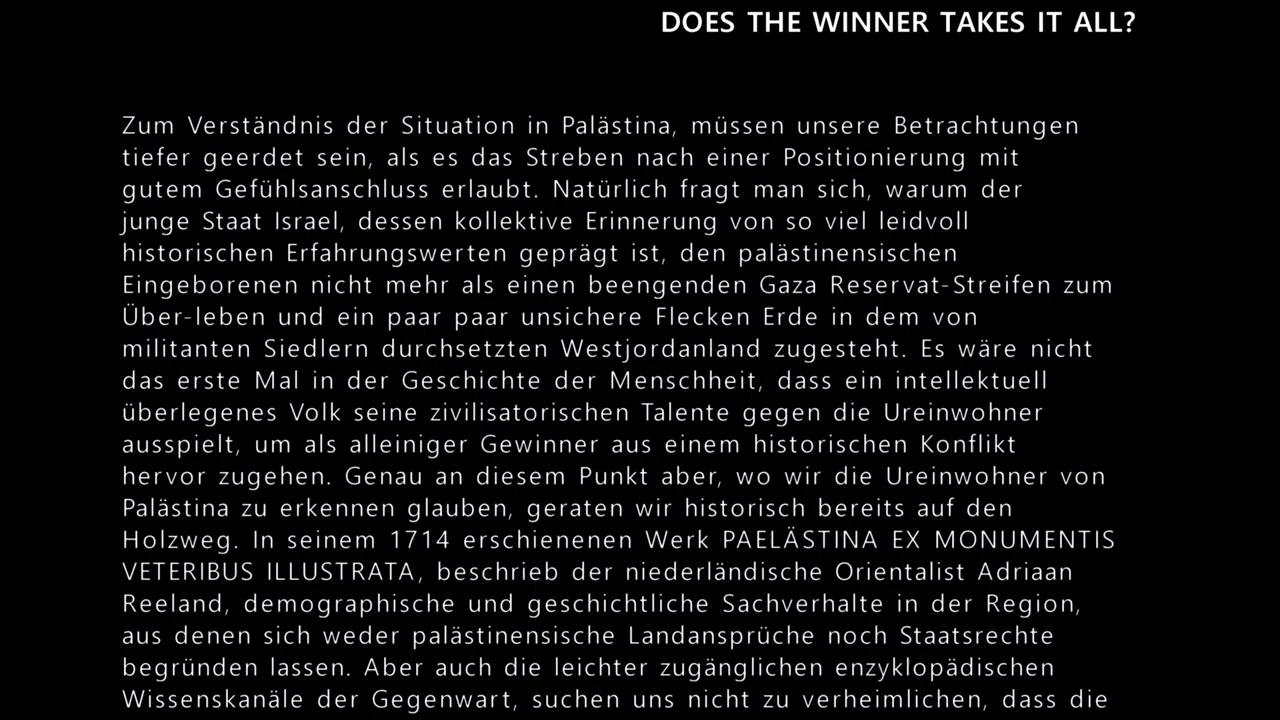 DOES THE WINNER TAKES IT ALL?
Zum Verständnis der Situation in Palästina, müssen unsere Betrachtungen
tiefer geerdet sein, als es das Streben nach einer Positionierung mit
gutem Gefühlsanschluss erlaubt. Natürlich fragt man sich, warum der
junge Staat Israel, dessen kollektive Erinnerung von so viel leidvoll
historischen Erfahrungswerten geprägt ist, den palästinensischen
Eingeborenen nicht mehr als einen beengenden Gaza Reservat-Streifen zum
Über-leben und ein paar paar unsichere Flecken Erde in dem von
militanten Siedlern durchsetzten Westjordanland zugesteht. Es wäre nicht
das erste Mal in der Geschichte der Menschheit, dass ein intellektuell
überlegenes Volk seine zivilisatorischen Talente gegen die Ureinwohner
ausspielt, um als alleiniger Gewinner aus einem historischen Konflikt
hervor zugehen. Genau an diesem Punkt aber, wo wir die Ureinwohner von
Palästina zu erkennen glauben, geraten wir historisch bereits auf den
Holzweg. In seinem 1714 erschienenen Werk PAELÄSTINA EX MONUMENTIS
VETERIBUS ILLUSTRATA, beschrieb der niederländische Orientalist Adriaan
Reeland, demographische und geschichtliche Sachverhalte in der Region,
aus denen sich weder palästinensische Landansprüche noch Staatsrechte
begründen lassen. Aber auch die leichter zugänglichen enzyklopädischen
Wissenskanäle der Gegenwart, suchen uns nicht zu verheimlichen, dass die